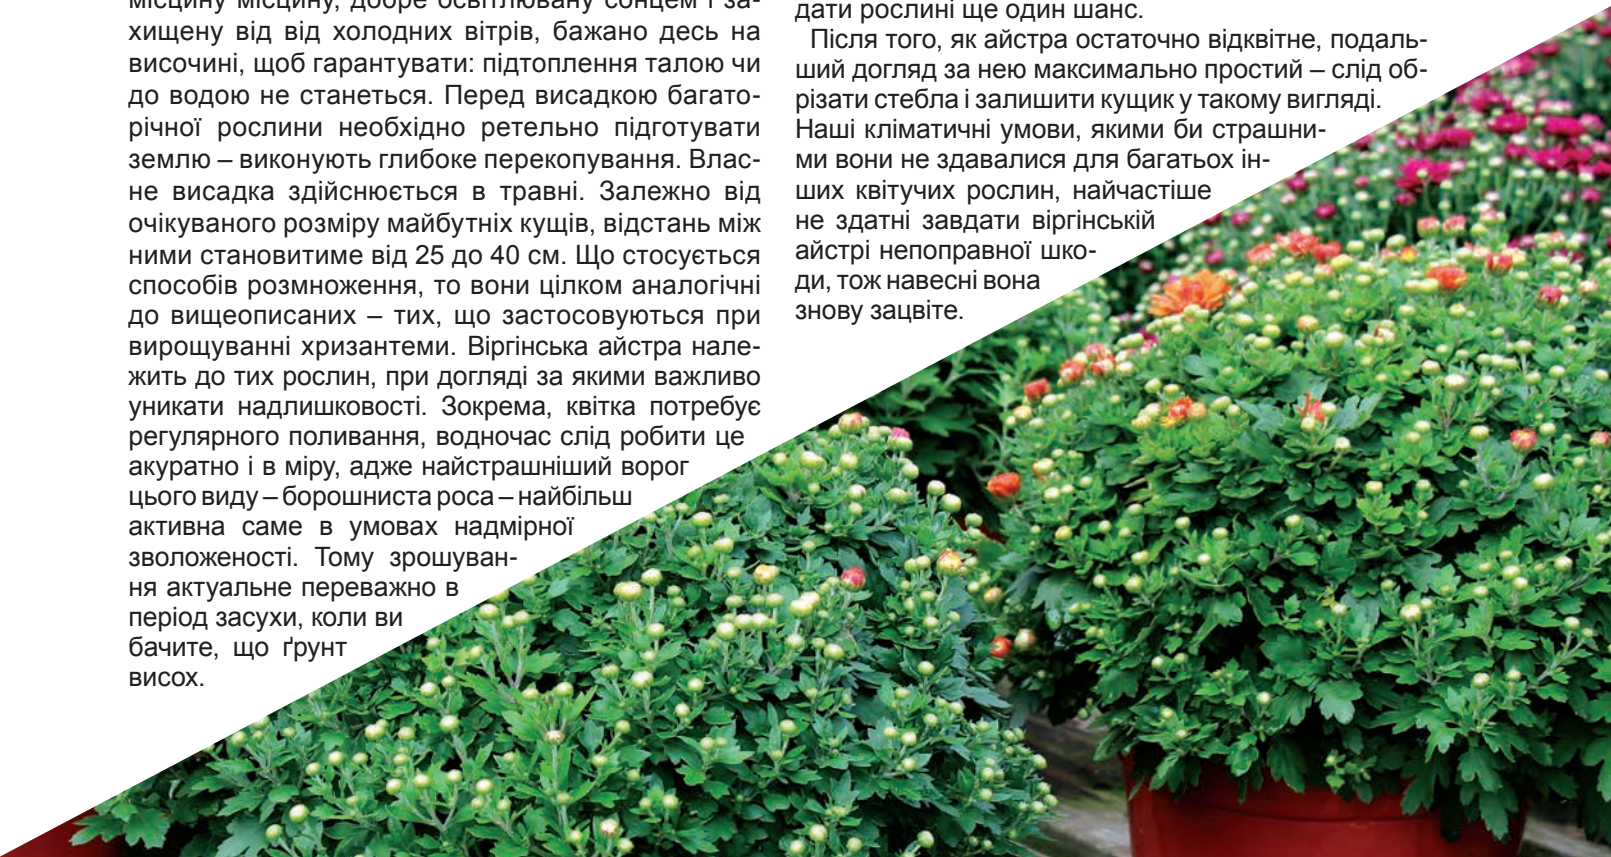 місцину місцину, добре освітлювану сонцем і за-
хищену від від холодних вітрів, бажано десь на
височині, щоб гарантувати: підтоплення талою чи
до водою не станеться. Перед висадкою багато-
річної рослини необхідно ретельно підготувати
землю – виконують глибоке перекопування. Влас-
не висадка здійснюється в травні. Залежно від
очікуваного розміру майбутніх кущів, відстань між
ними становитиме від 25 до 40 см. Що стосується
способів розмноження, то вони цілком аналогічні
до вищеописаних – тих, що застосовуються при
вирощуванні хризантеми. Віргінська айстра нале-
жить до тих рослин, при догляді за якими важливо
уникати надлишковості. Зокрема, квітка потребує
регулярного поливання, водночас слід робити це
акуратно і в міру, адже найстрашніший ворог
цього виду – борошниста роса – найбільш
активна саме в умовах надмірної
зволоженості. Тому зрошуван-
ня актуальне переважно в
період засухи, коли ви
бачите, що ґрунт
висох.
дати рослині ще один шанс.
Після того, як айстра остаточно відквітне, подаль-
ший догляд за нею максимально простий – слід об-
різати стебла і залишити кущик у такому вигляді.
Наші кліматичні умови, якими би страшни-
ми вони не здавалися для багатьох ін-
ших квітучих рослин, найчастіше
не здатні завдати віргінській
айстрі непоправної шко-
ди, тож навесні вона
знову зацвіте.